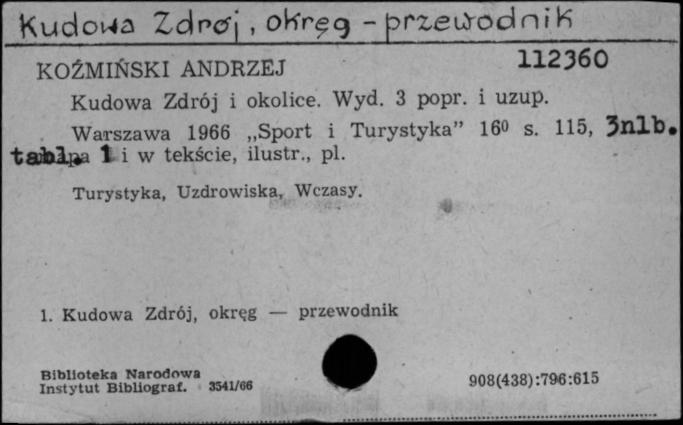 Kudowa Zdrój, okręg - przewodnik
KOŹMIŃSKI ANDRZEJ 112360
Kudowa Zdrój i okolice. Wyd. 3 popr. i uzup.
Warszawa 1966 „Sport i Turystyka” 16⁰ s. 115, 3nlb.
tabl. 1 i w tekście, ilustr., pl.
Turystyka, Uzdrowiska, Wczasy.
1. Kudowa Zdrój, okręg — przewodnik
Biblioteka Narodowa
Instytut Bibliograf. 3541/66 908(438):796:615